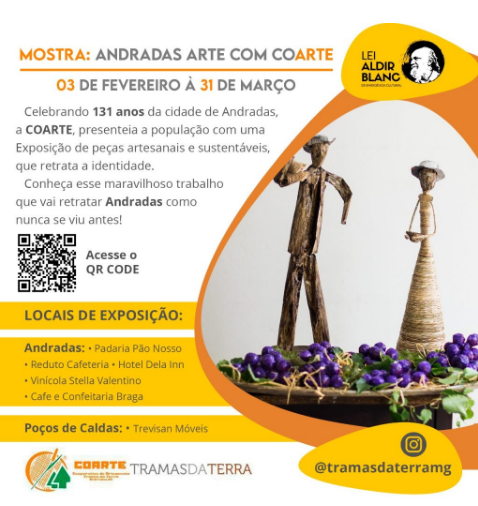 MOSTRA: ANDRADAS ARTE COM COARTE
03 DE FEVEREIRO À 31 DE MARÇO
LEI
ALDIR
BLANC
Celebrando 131 anos da cidade de Andradas,
a COARTE, presenteia a população com uma
Exposição de peças artesanais e sustentáveis,
que retrata a identidade.
Conheça esse maravilhoso trabalho
que vai retratar Andradas como
nunca se viu antes!
Acesse o
QR CODE
LOCAIS DE EXPOSIÇÃO:
Andradas: • Padaria Pão Nosso
• Reduto Cafeteria • Hotel Dela Inn
• Vinícola Stella Valentino
• Cafe e Confeitaria Braga
Poços de Caldas: • Trevisan Móveis
COARTE
TRAMASDATERRA
@tramasdaterramg